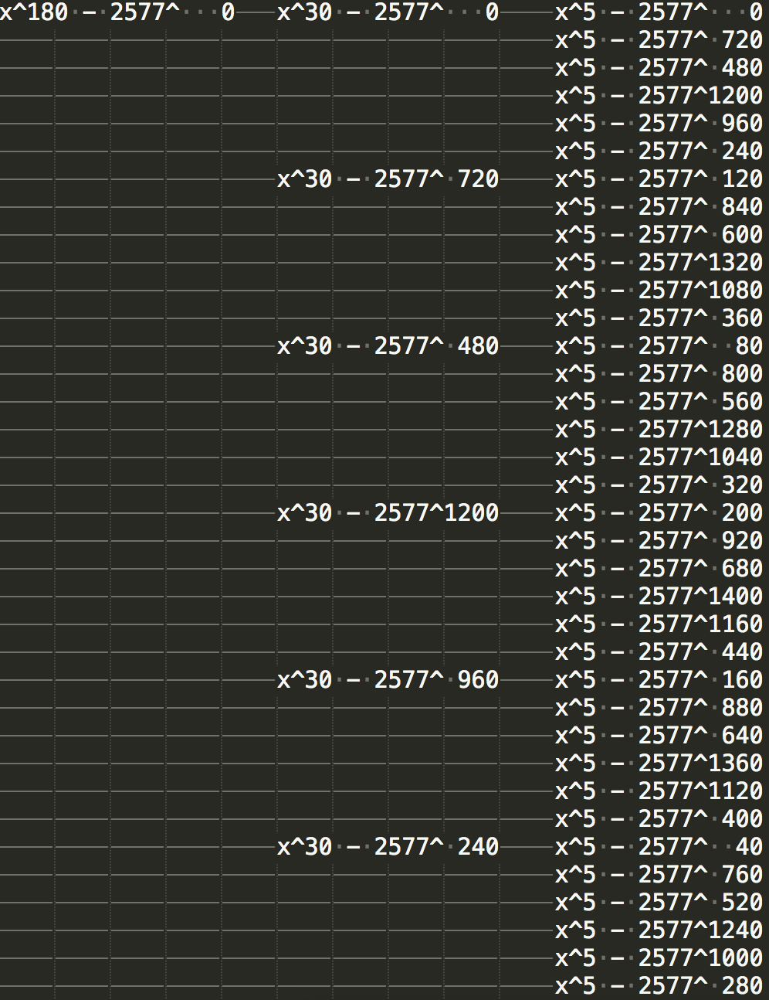 x^180 - 2577^   0    x^30 - 2577^   0    x^5 - 2577^   0
x^5 - 2577^ 720
x^5 - 2577^ 480
x^5 - 2577^1200
x^5 - 2577^ 960
x^5 - 2577^ 240
x^30 - 2577^ 720    x^5 - 2577^ 120
x^5 - 2577^ 840
x^5 - 2577^ 600
x^5 - 2577^1320
x^5 - 2577^1080
x^5 - 2577^ 360
x^30 - 2577^ 480    x^5 - 2577^  80
x^5 - 2577^ 800
x^5 - 2577^ 560
x^5 - 2577^1280
x^5 - 2577^1040
x^5 - 2577^ 320
x^30 - 2577^1200    x^5 - 2577^ 200
x^5 - 2577^ 920
x^5 - 2577^ 680
x^5 - 2577^1400
x^5 - 2577^1160
x^5 - 2577^ 440
x^30 - 2577^ 960    x^5 - 2577^ 160
x^5 - 2577^ 880
x^5 - 2577^ 640
x^5 - 2577^1360
x^5 - 2577^1120
x^5 - 2577^ 400
x^30 - 2577^ 240    x^5 - 2577^  40
x^5 - 2577^ 760
x^5 - 2577^ 520
x^5 - 2577^1240
x^5 - 2577^1000
x^5 - 2577^ 280